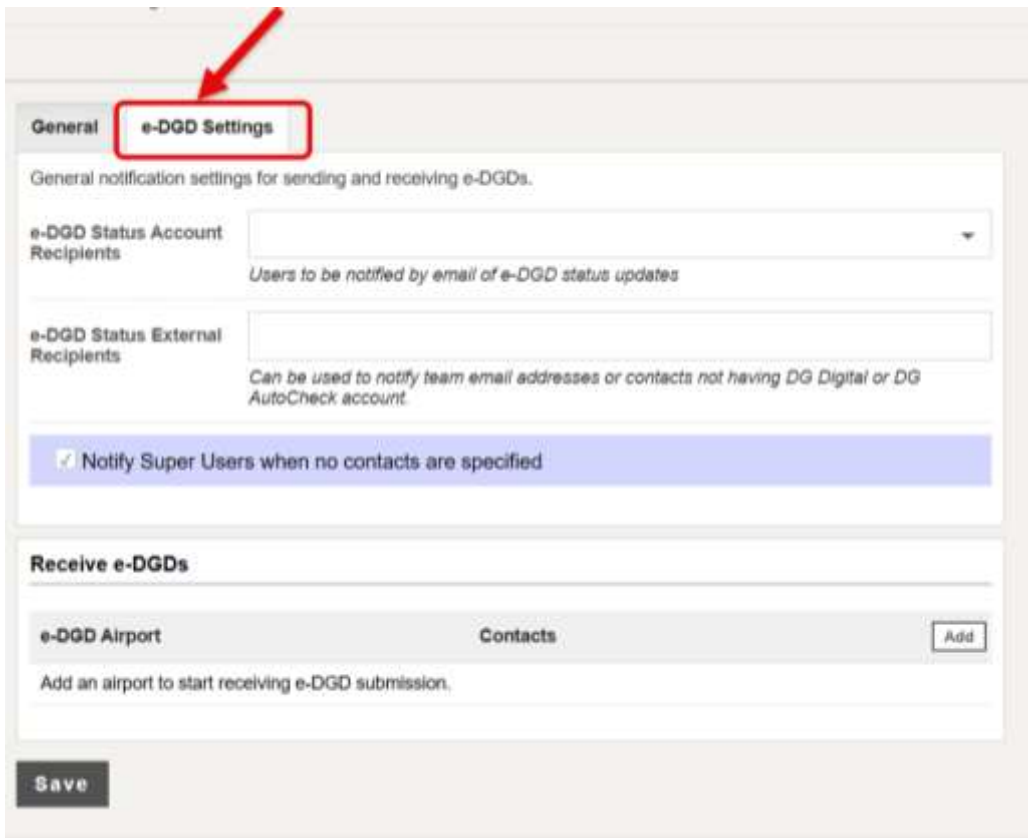 General
e-DGD Settings
General notification settings for sending and receiving e-DGDs.
e-DGD Status Account
Recipients
Users to be notified by email of e-DGD status updates
e-DGD Status External
Recipients
Can be used to notify team email addresses or contacts not having DG Digital or DG
AutoCheck account.
Notify Super Users when no contacts are specified
Receive e-DGDs
e-DGD Airport
Contacts
Add
Add an airport to start receiving e-DGD submission.
Save